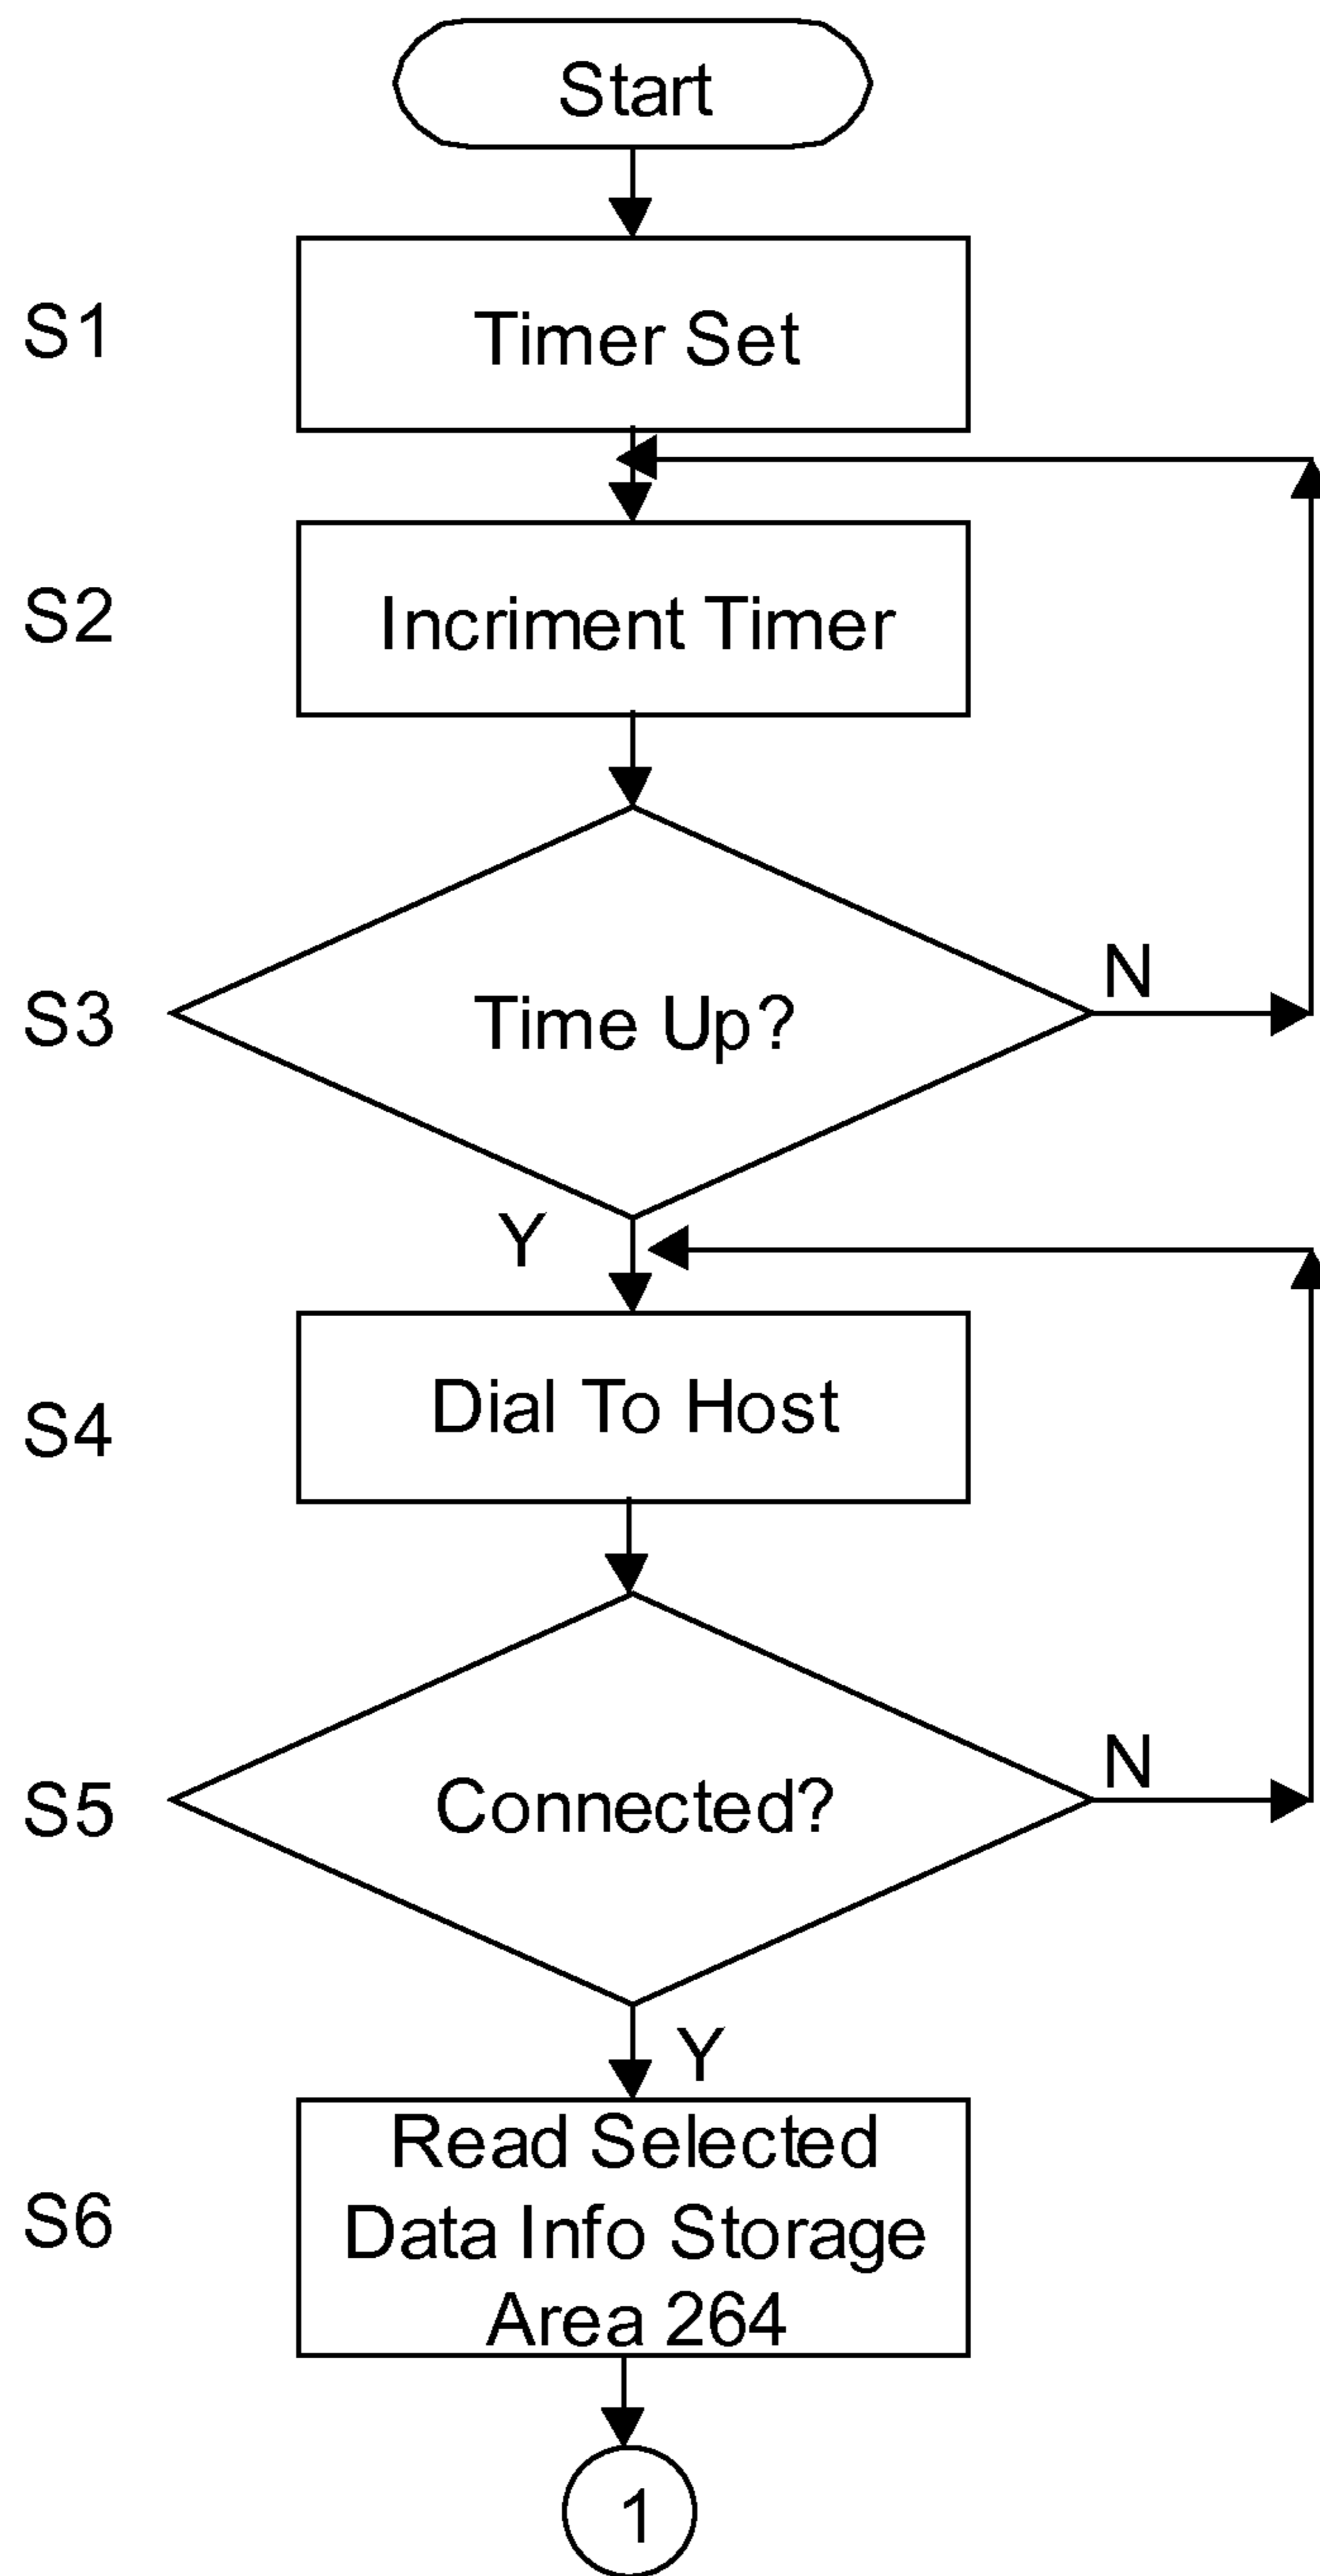 Start
S1
Timer Set
S2
Incriment Timer
S3
Time Up?
N
Y
S4
Dial To Host
S5
Connected?
N
Y
S6
Read Selected
Data Info Storage
Area 264
1